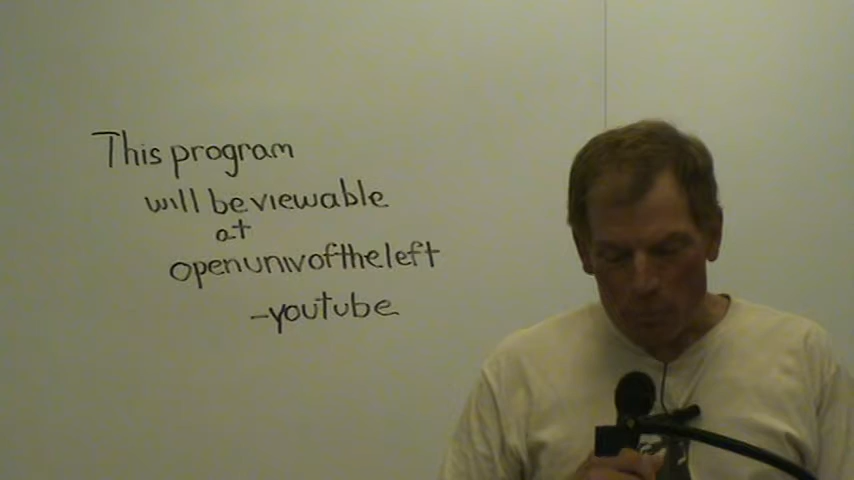 This program
will be viewable
at
openunivoftheleft
-youtube